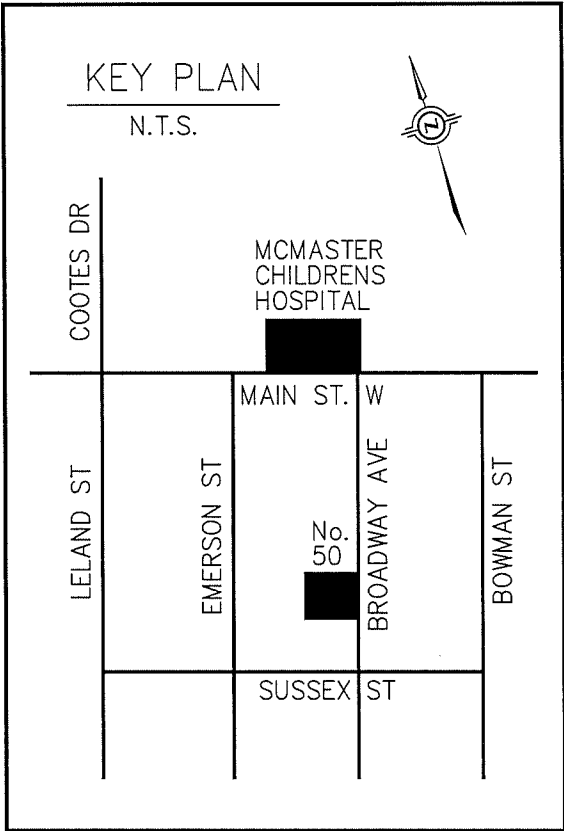 KEY PLAN
N.T.S.
N
COOTES DR
MCMASTER
CHILDRENS
HOSPITAL
MAIN ST. W
LELAND ST
EMERSON ST
No.
50
BROADWAY AVE
BOWMAN ST
SUSSEX ST